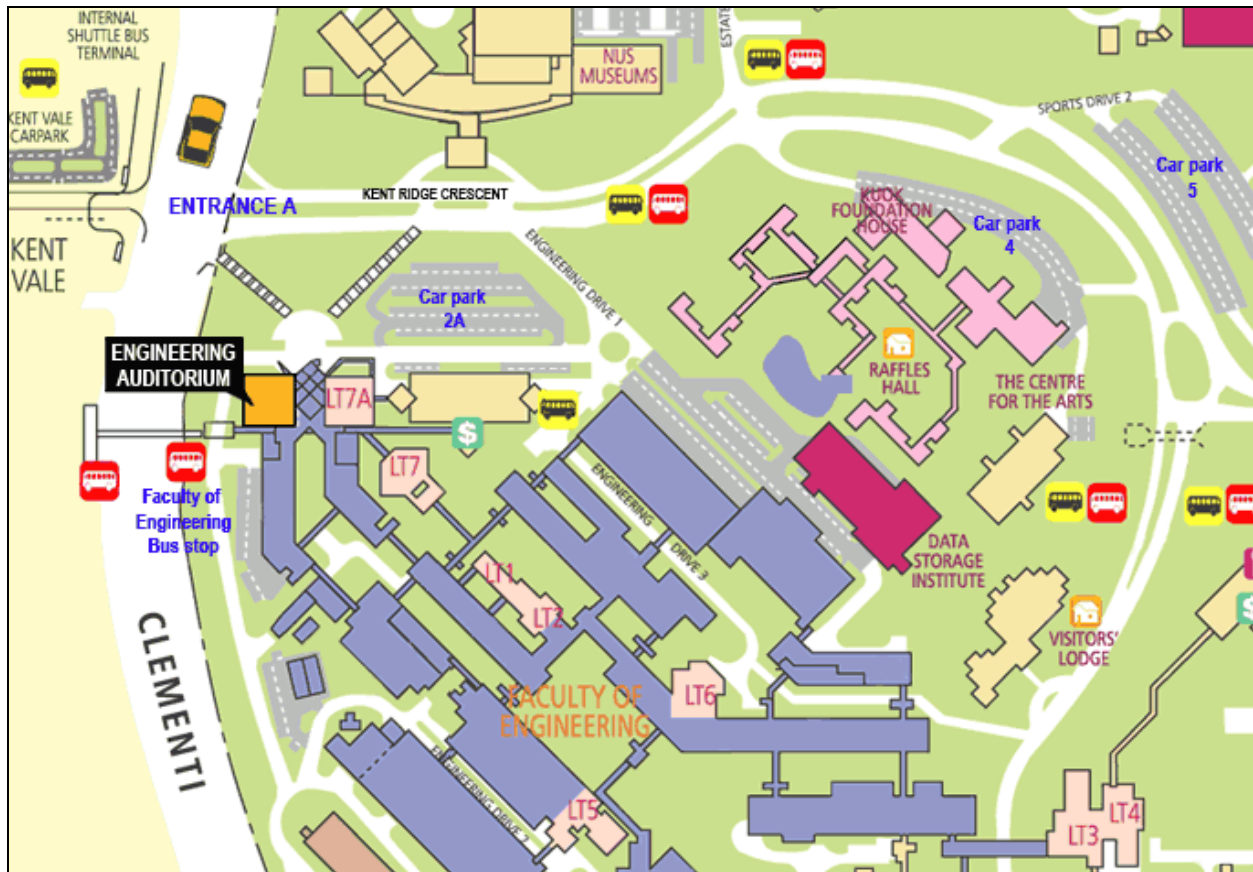 INTERNAL
SHUTTLE BUS
TERMINAL
KENT VALE
CARPARK
KENT
VALE
ENTRANCE A
KENT RIDGE CRESCENT
NUS
MUSEUMS
ESTATE
SPORTS DRIVE 2
Car park
5
KUOK
FOUNDATION
HOUSE
Car park
4
ENGINEERING DRIVE 1
Car park
2A
ENGINEERING
AUDITORIUM
LT7A
RAFFLES
HALL
THE CENTRE
FOR THE ARTS
$
LT7
Faculty of
Engineering
Bus stop
ENGINEERING
DRIVE 3
DATA
STORAGE
INSTITUTE
LT1
LT2
$
VISITORS'
LODGE
CLEMENTI
FACULTY OF
ENGINEERING
LT6
ENGINEERING DRIVE 2
LT5
LT3
LT4